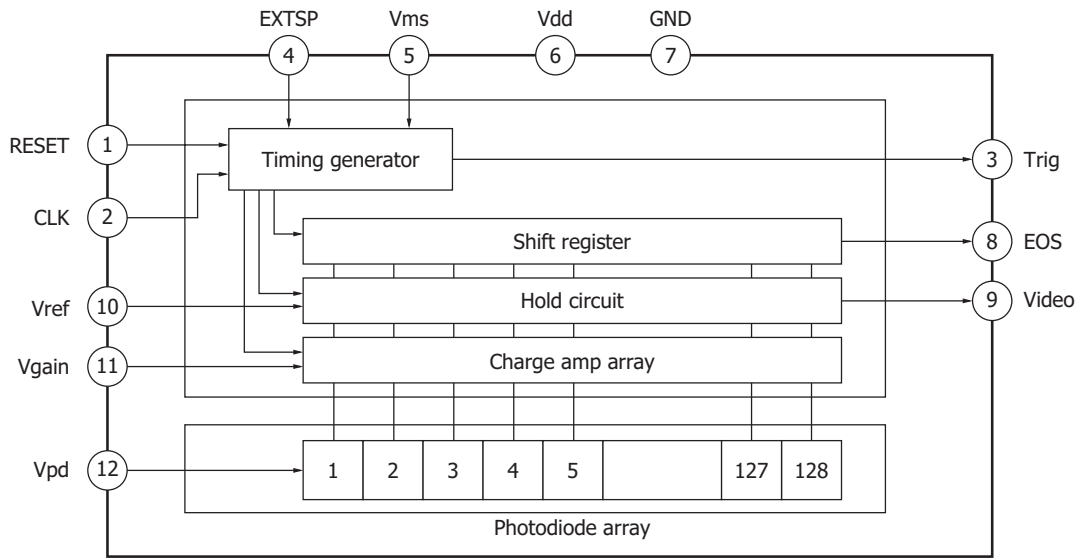 EXTSP Vms Vdd GND
4 5 6 7
RESET 1 Timing generator 3 Trig
CLK 2
Shift register 8 EOS
Vref 10 Hold circuit 9 Video
Vgain 11 Charge amp array
Vpd 12 1 2 3 4 5 127 128
Photodiode array